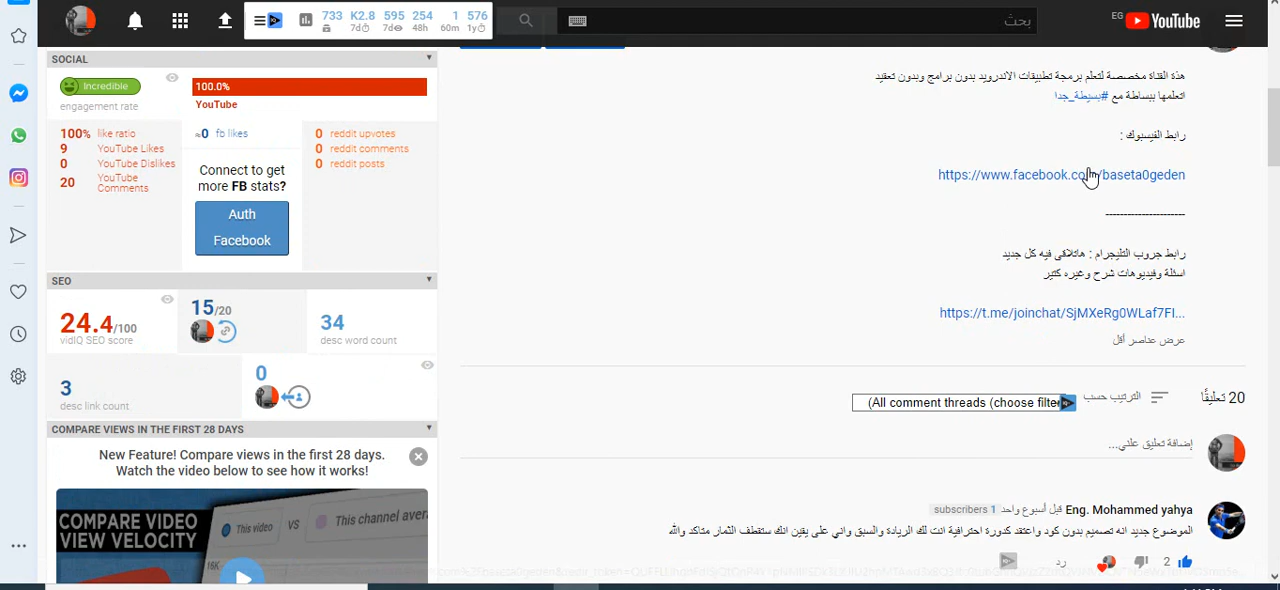 733 K2.8 595 254 1 576
7d 7d 48h 60m 1y
بحث
YouTube EG
SOCIAL
Incredible
engagement rate
100.0%
YouTube
100% like ratio
9 YouTube Likes
0 YouTube Dislikes
20 YouTube Comments
≈0 fb likes
Connect to get
more FB stats?
Auth
Facebook
0 reddit upvotes
0 reddit comments
0 reddit posts
SEO
24.4/100
vidIQ SEO score
15/20
34
desc word count
3
desc link count
0
COMPARE VIEWS IN THE FIRST 28 DAYS
New Feature! Compare views in the first 28 days.
Watch the video below to see how it works!
COMPARE VIDEO
VIEW VELOCITY
This video VS This channel aver
هذة القناة مخصصة لتعلم برمجة تطبيقات الاندرويد بدون برامج وبدون تعقيد
اتعلمها ببساطة مع #بسيطة_جدا
رابط الفيسبوك :
https://www.facebook.com/baseta0geden
----------------------
رابط جروب التليجرام : هاتلاقى فيه كل جديد
اسئلة وفيديوهات شرح وغيره كتير
https://t.me/joinchat/SjMXeRg0WLaf7FI...
عرض عناصر أقل
20 تعليقًا
الترتيب حسب
(All comment threads (choose filte
إضافة تعليق علني...
Eng. Mohammed yahya قبل أسبوع واحد
subscribers 1
الموضوع جديد انه تصميم بدون كود واعتقد كدورة احترافية انت لك الريادة والسبق واني على يقين انك ستقطف الثمار متاكد والله
2
رد